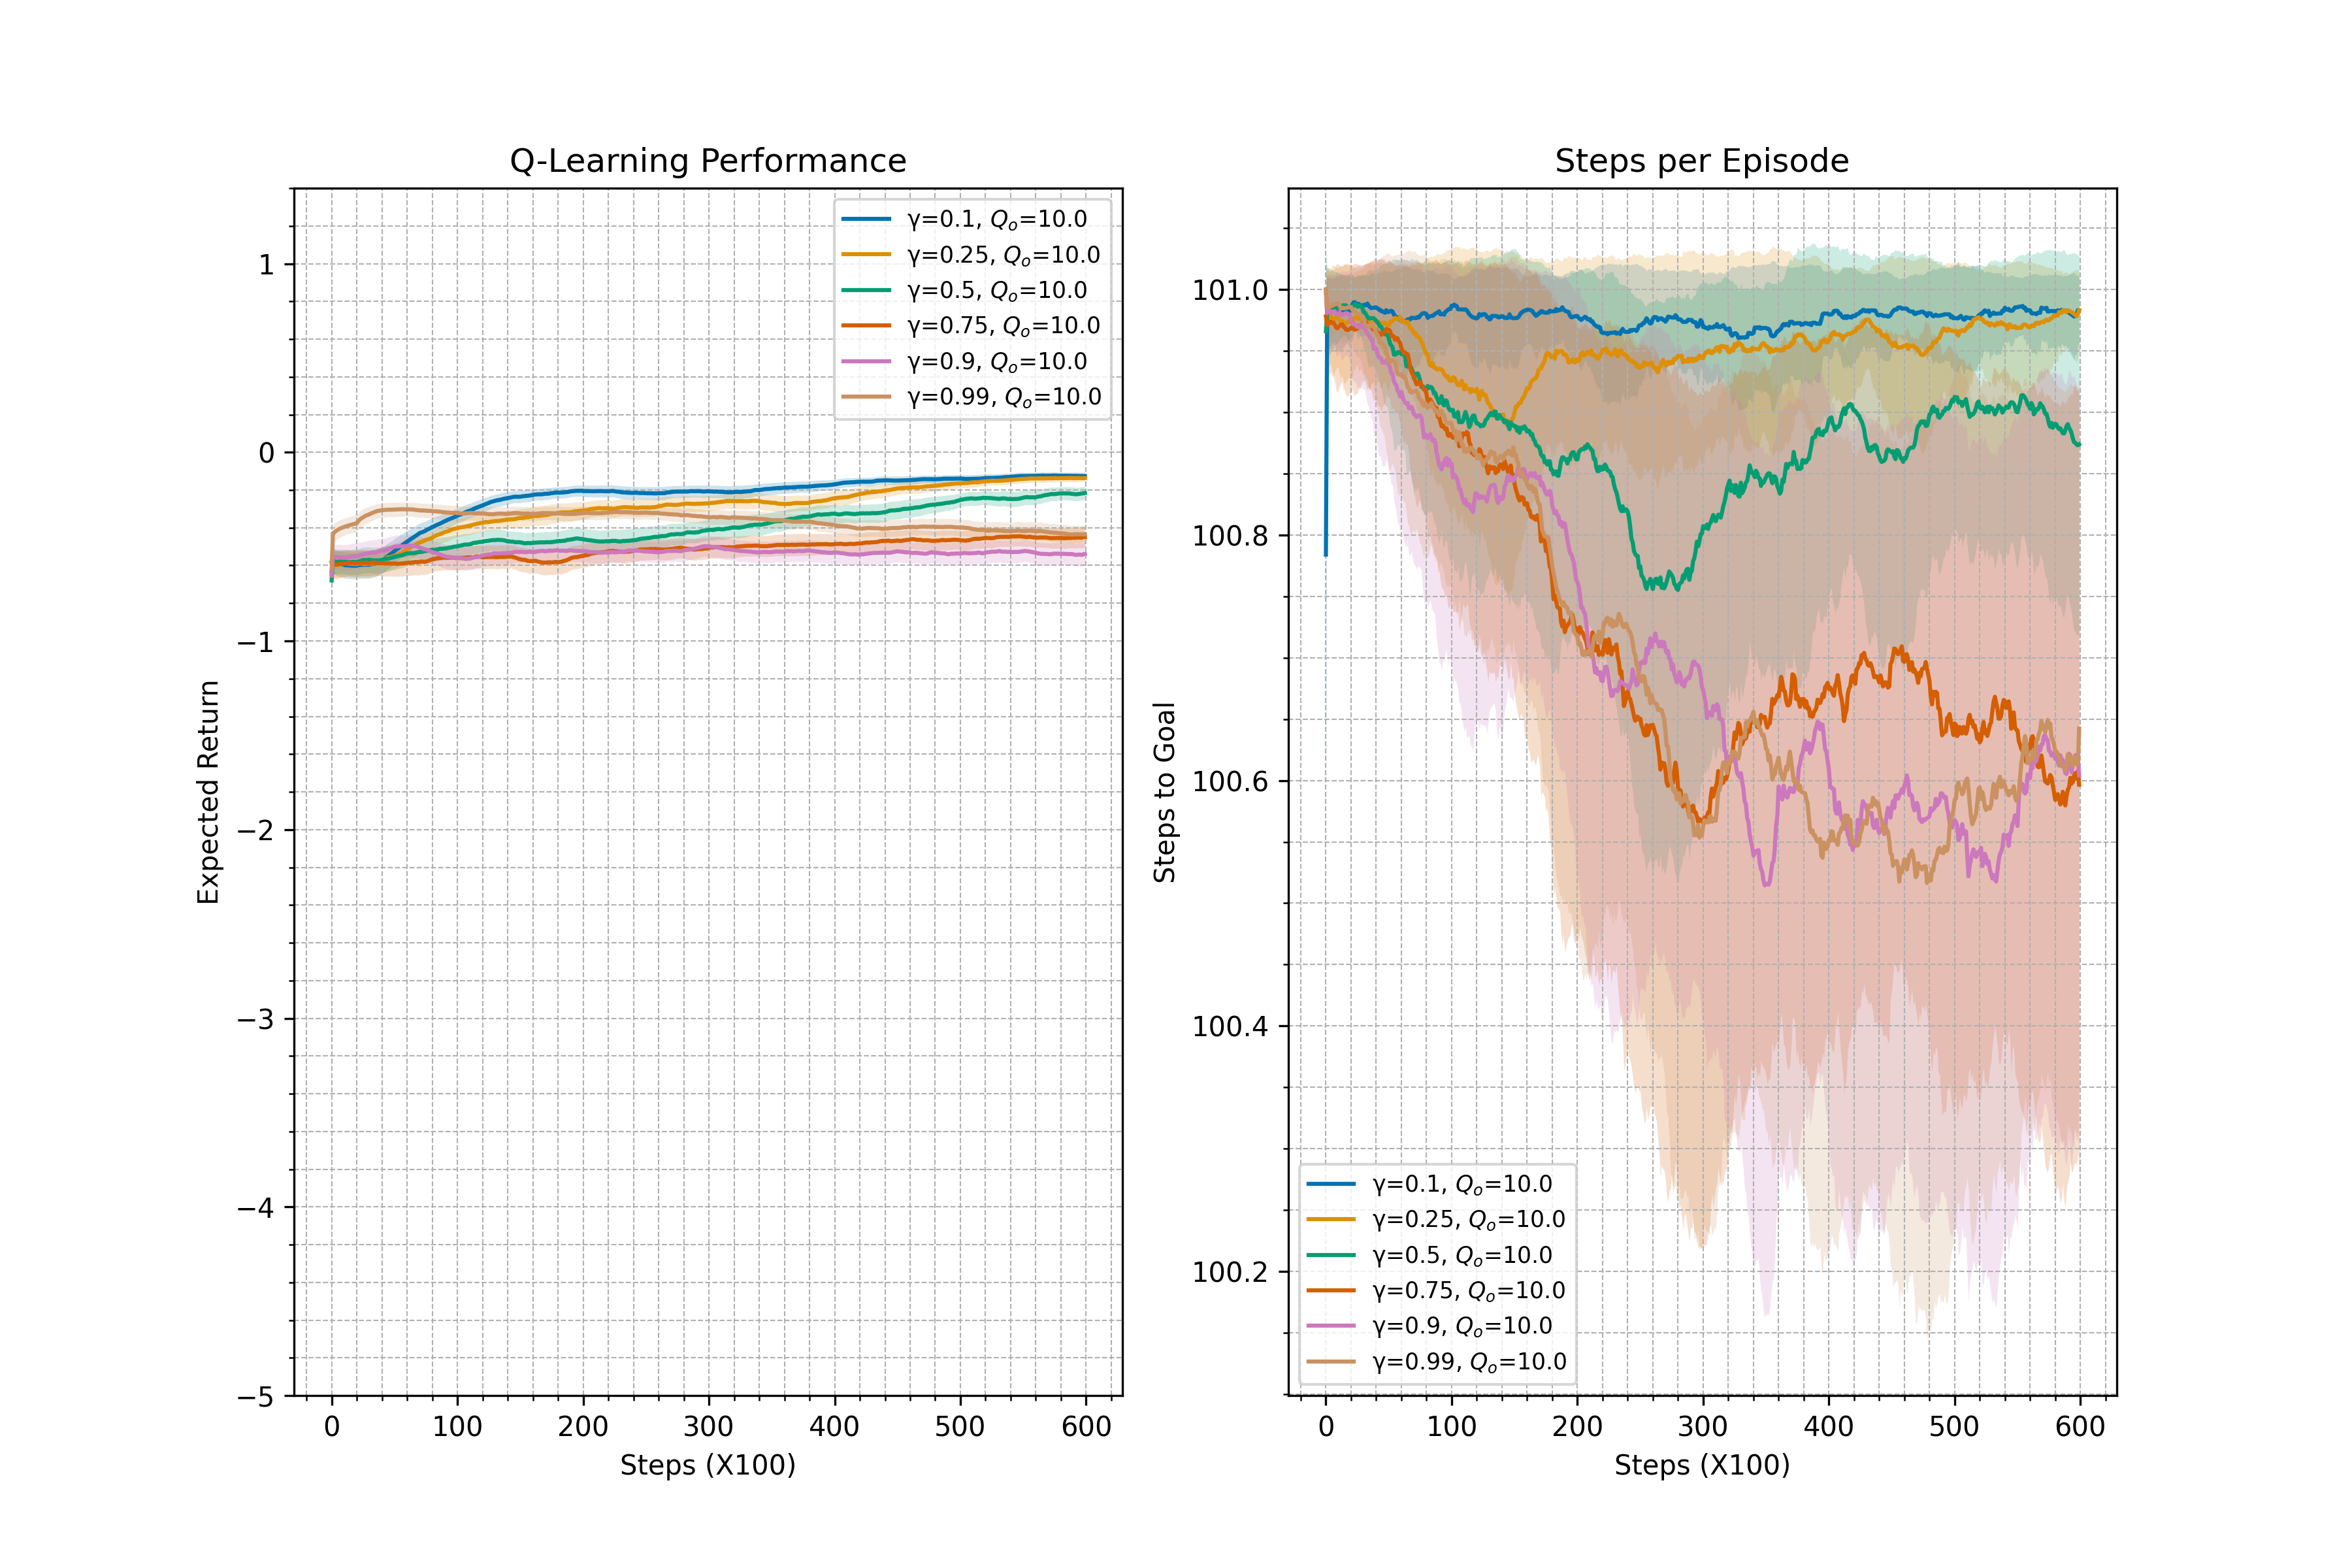 Q-Learning Performance
1
0
−1
−2
−3
−4
−5
Expected Return
0 100 200 300 400 500 600
Steps (X100)
γ=0.1, Qₒ=10.0
γ=0.25, Qₒ=10.0
γ=0.5, Qₒ=10.0
γ=0.75, Qₒ=10.0
γ=0.9, Qₒ=10.0
γ=0.99, Qₒ=10.0
Steps per Episode
101.0
100.8
100.6
100.4
100.2
Steps to Goal
γ=0.1, Qₒ=10.0
γ=0.25, Qₒ=10.0
γ=0.5, Qₒ=10.0
γ=0.75, Qₒ=10.0
γ=0.9, Qₒ=10.0
γ=0.99, Qₒ=10.0
0 100 200 300 400 500 600
Steps (X100)